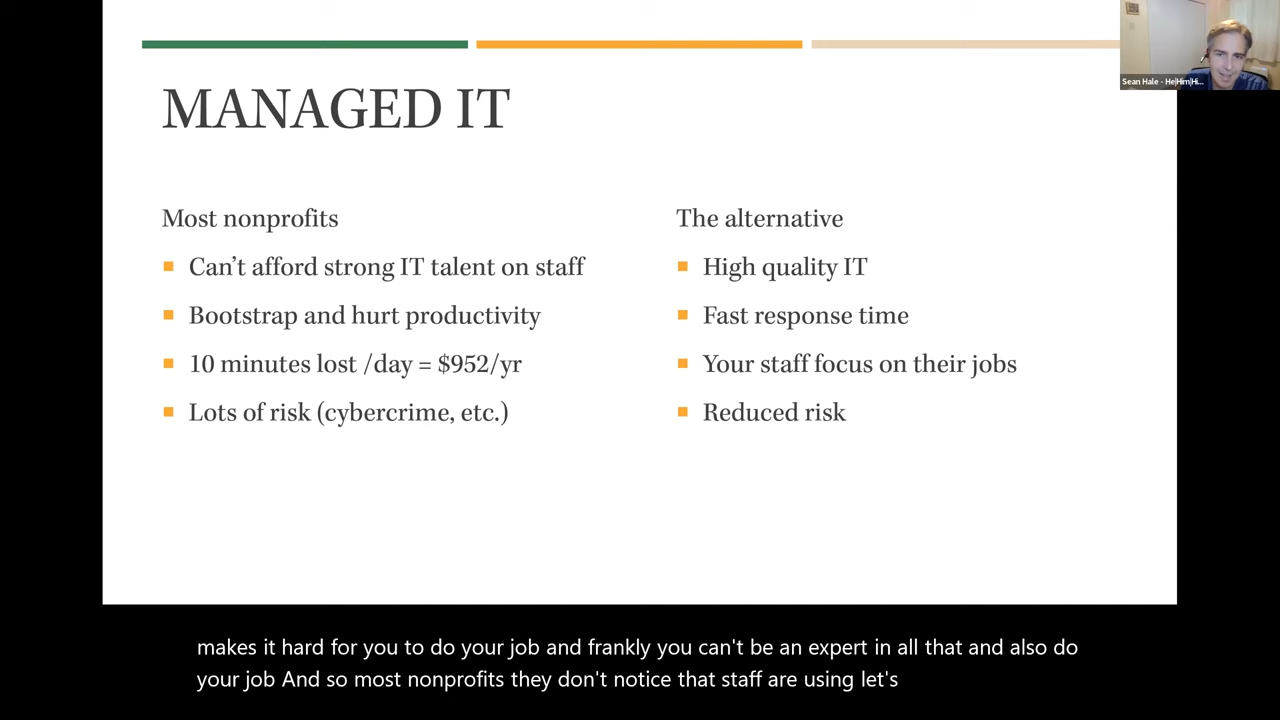 Sean Hale - He|Him|Hi...
MANAGED IT
Most nonprofits
Can't afford strong IT talent on staff
Bootstrap and hurt productivity
10 minutes lost /day = $952/yr
Lots of risk (cybercrime, etc.)
The alternative
High quality IT
Fast response time
Your staff focus on their jobs
Reduced risk
makes it hard for you to do your job and frankly you can't be an expert in all that and also do
your job And so most nonprofits they don't notice that staff are using let's